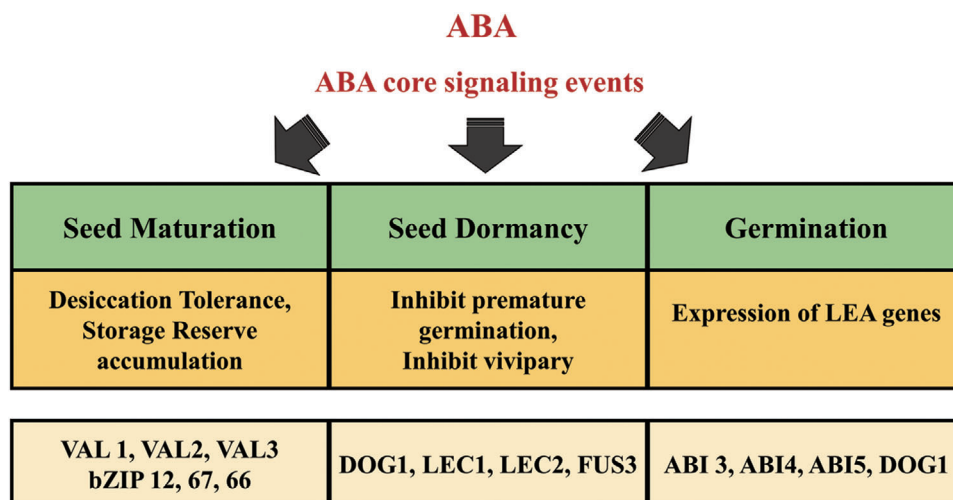 ABA
ABA core signaling events
Seed Maturation
Seed Dormancy
Germination
Desiccation Tolerance,
Storage Reserve
accumulation
Inhibit premature
germination,
Inhibit vivipary
Expression of LEA genes
VAL 1, VAL2, VAL3
bZIP 12, 67, 66
DOG1, LEC1, LEC2, FUS3
ABI 3, ABI4, ABI5, DOG1